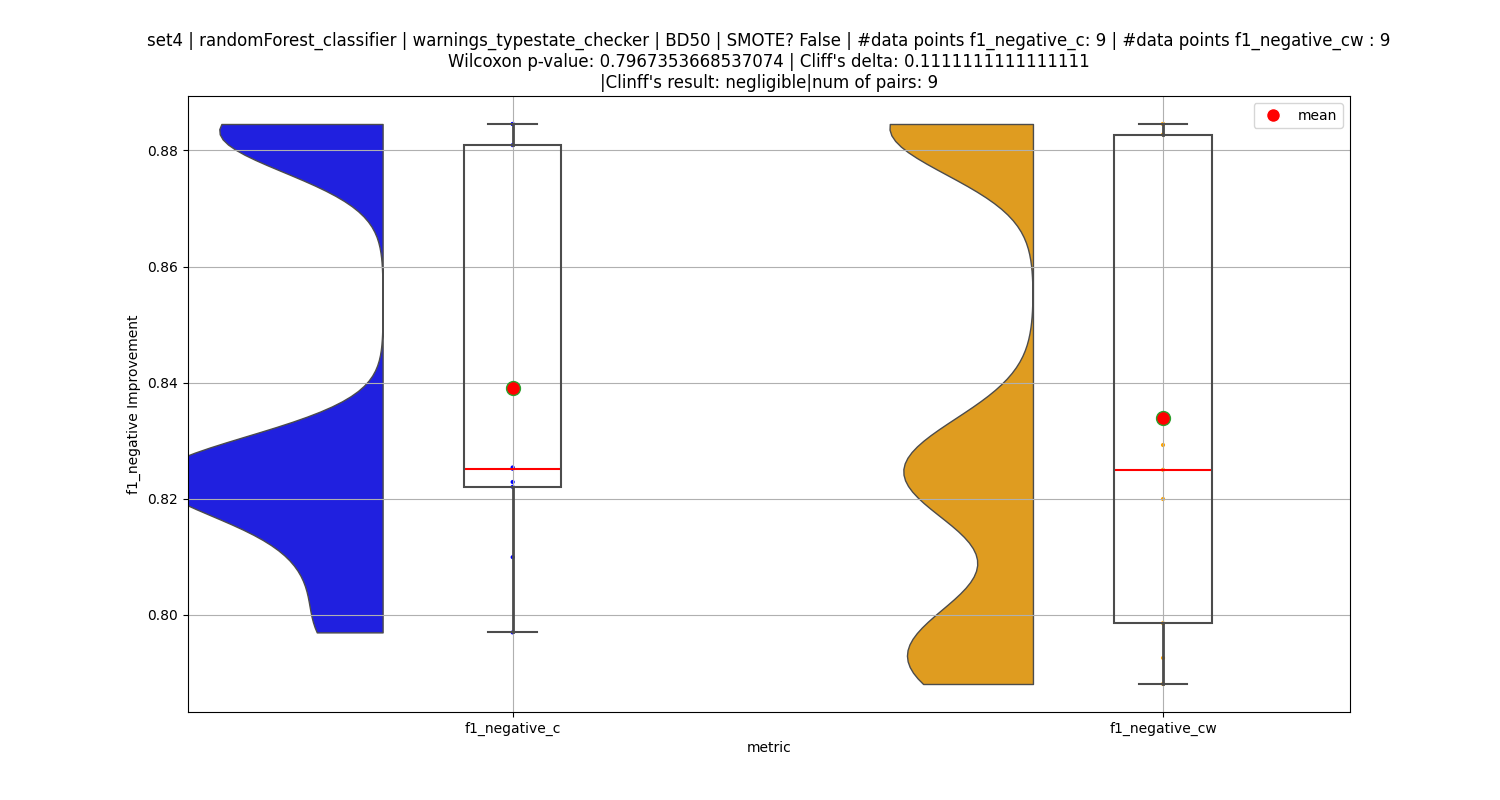 set4 | randomForest_classifier | warnings_typestate_checker | BD50 | SMOTE? False | #data points f1_negative_c: 9 | #data points f1_negative_cw : 9
Wilcoxon p-value: 0.7967353668537074 | Cliff's delta: 0.1111111111111111
|Clinff's result: negligible|num of pairs: 9
mean
0.88
0.86
0.84
0.82
0.80
f1_negative Improvement
f1_negative_c
f1_negative_cw
metric